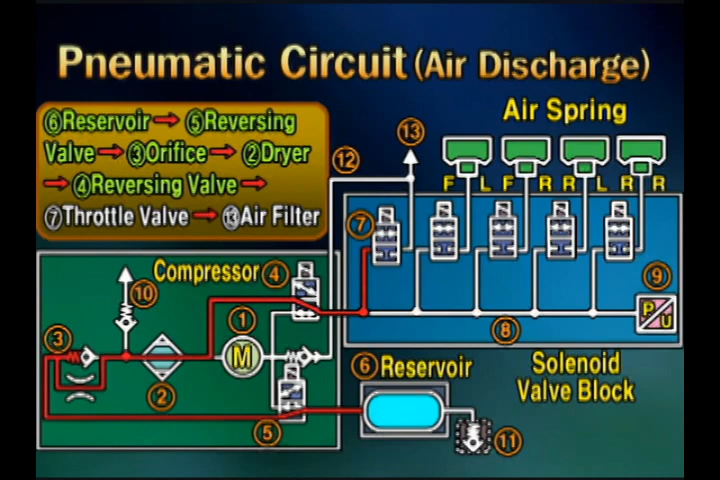 Pneumatic Circuit (Air Discharge)
⑥Reservoir → ⑤Reversing
Valve → ③Orifice → ②Dryer
→ ④Reversing Valve →
⑦Throttle Valve → ⑬Air Filter
Air Spring
⑬
⑫
F L F R R L R R
⑦
Compressor ④
⑨
⑩
P
U
①
③
M
⑧
②
⑥ Reservoir
Solenoid
Valve Block
⑤
⑪